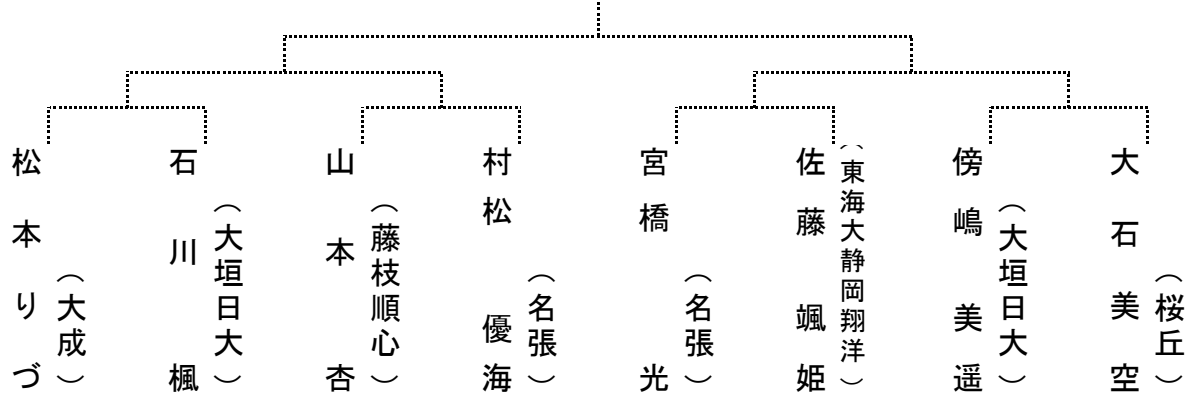 松本りづ
（大成）
石川楓
（大垣日大）
山本杏
（藤枝順心）
村松優海
（名張）
宮橋光
（名張）
佐藤颯姫
（東海大静岡翔洋）
傍嶋美遥
（大垣日大）
大石美空
（桜丘）